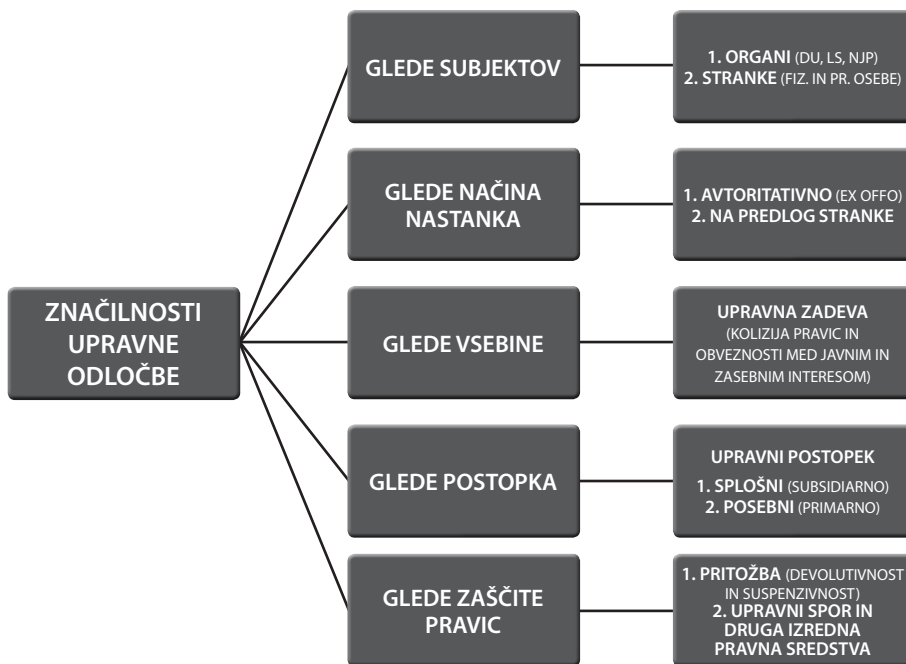 ZNAČILNOSTI
UPRAVNE
ODLOČBE
GLEDE SUBJEKTOV
1. ORGANI (DU, LS, NJP)
2. STRANKE (FIZ. IN PR. OSEBE)
GLEDE NAČINA
NASTANKA
1. AVTORITATIVNO (EX OFFO)
2. NA PREDLOG STRANKE
GLEDE VSEBINE
UPRAVNA ZADEVA
(KOLIZIJA PRAVIC IN
OBVEZNOSTI MED JAVNIM IN
ZASEBNIM INTERESOM)
GLEDE POSTOPKA
UPRAVNI POSTOPEK
1. SPLOŠNI (SUBSIDIARNO)
2. POSEBNI (PRIMARNO)
GLEDE ZAŠČITE
PRAVIC
1. PRITOŽBA (DEVOLUTIVNOST
IN SUSPENZIVNOST)
2. UPRAVNI SPOR IN
DRUGA IZREDNA
PRAVNA SREDSTVA